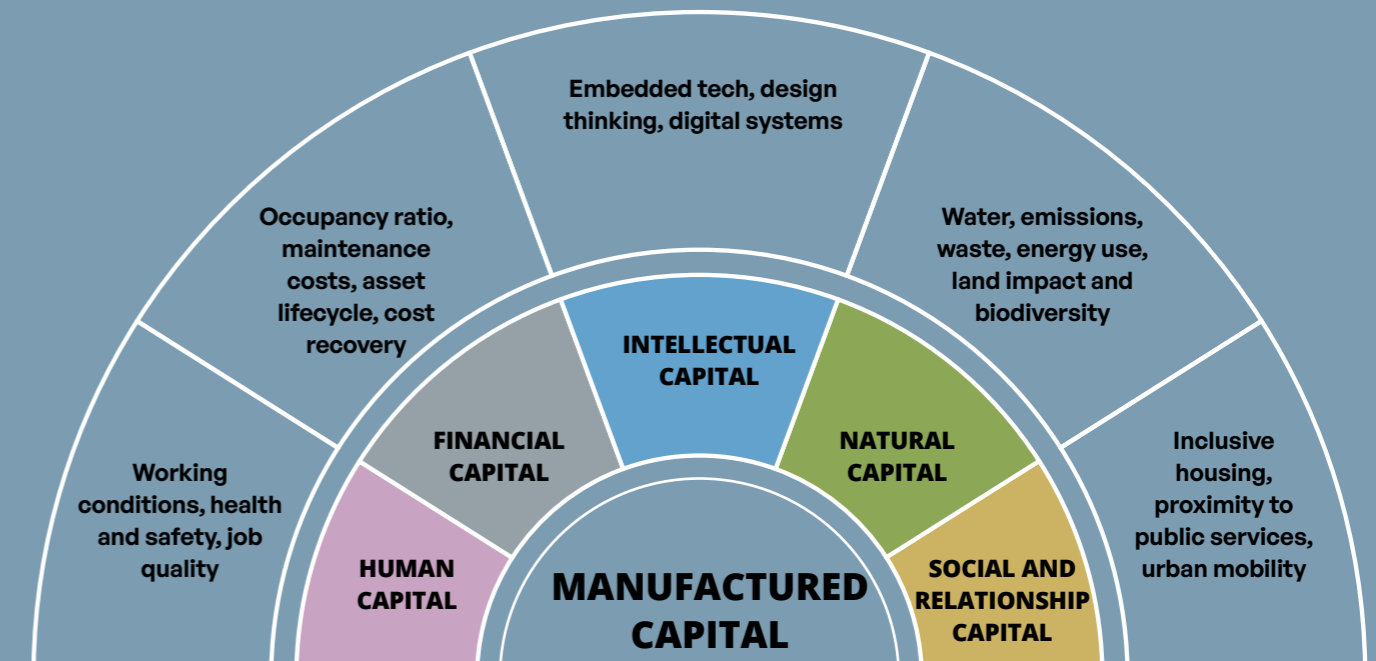 Embedded tech, design
thinking, digital systems
Occupancy ratio,
maintenance
costs, asset
lifecycle, cost
recovery
Water, emissions,
waste, energy use,
land impact and
biodiversity
Working
conditions, health
and safety, job
quality
Inclusive
housing,
proximity to
public services,
urban mobility
INTELLECTUAL
CAPITAL
FINANCIAL
CAPITAL
NATURAL
CAPITAL
HUMAN
CAPITAL
SOCIAL AND
RELATIONSHIP
CAPITAL
MANUFACTURED
CAPITAL